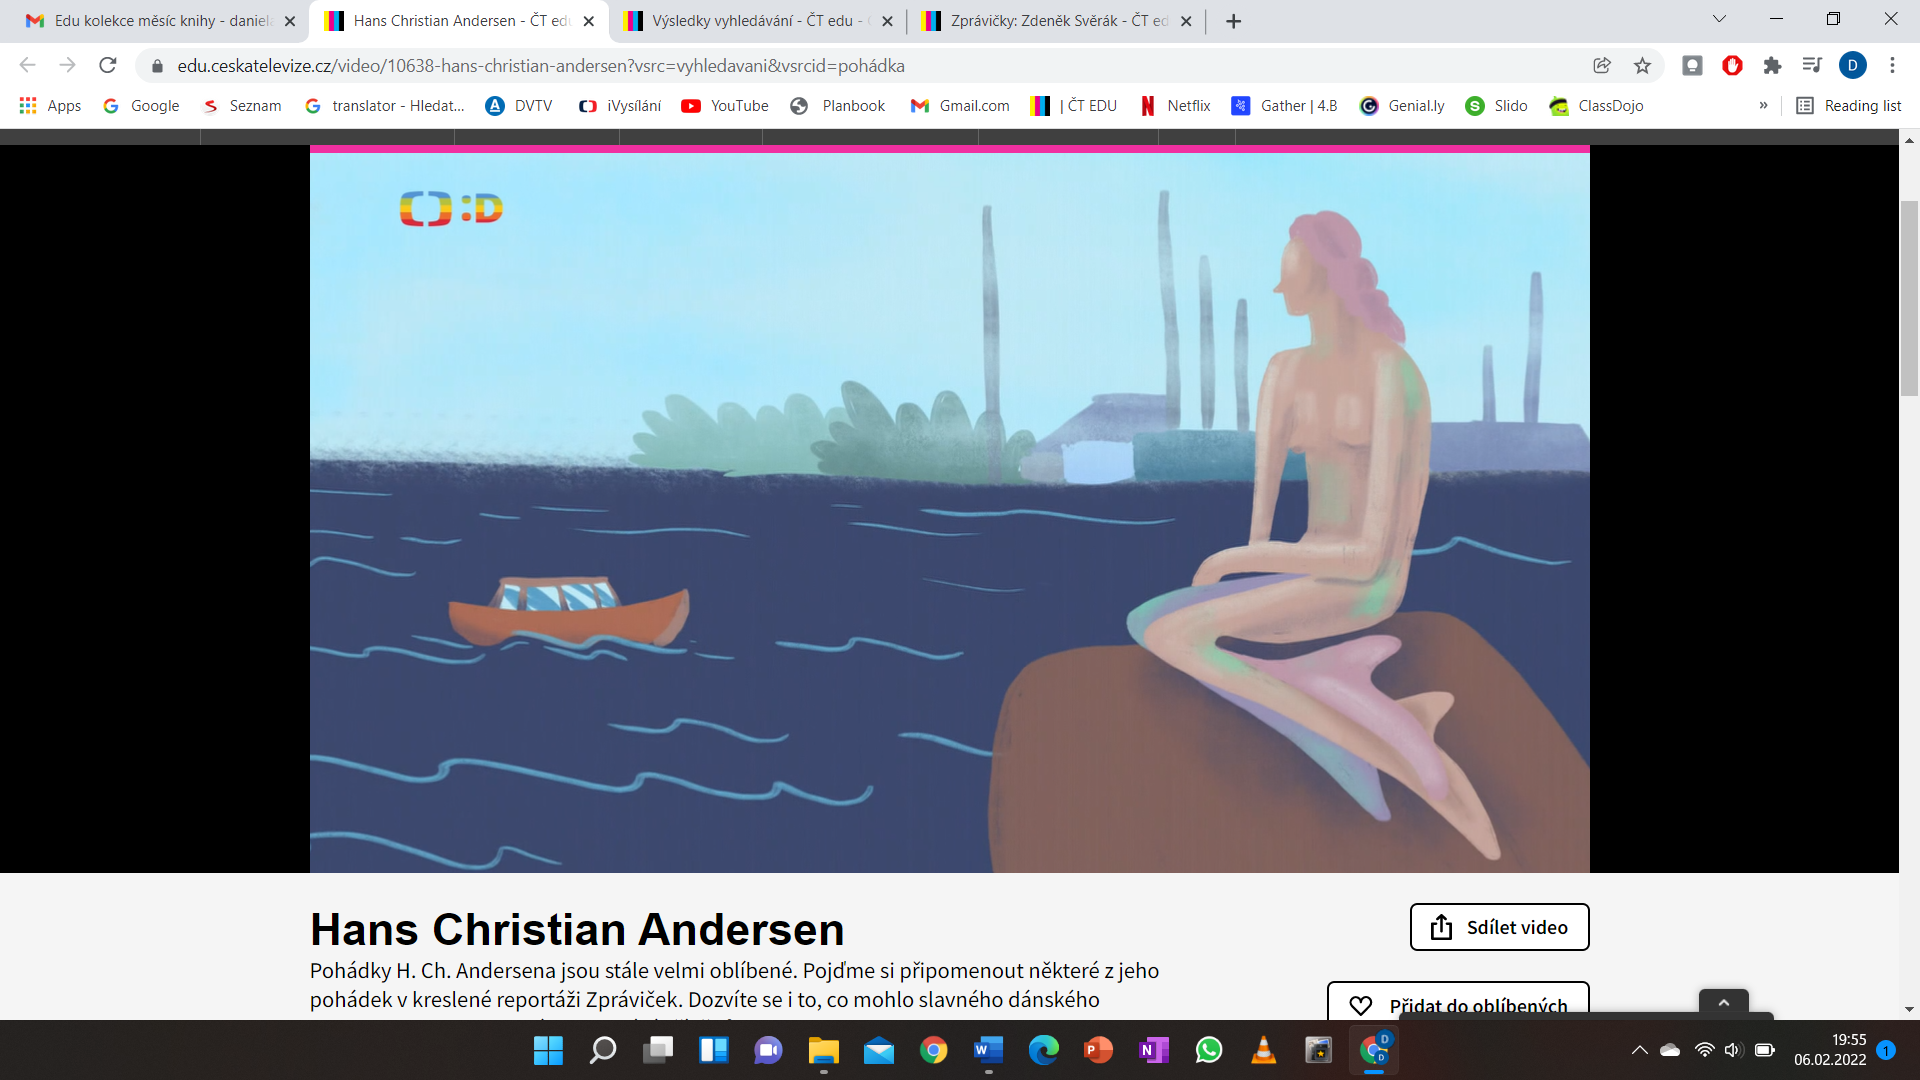 Edu kolekce měsíc knihy - daniela
Hans Christian Andersen - ČT edu
Výsledky vyhledávání - ČT edu -
Zprávičky: Zdeněk Svěrák - ČT ed
edu.ceskatelevize.cz/video/10638-hans-christian-andersen?vsrc=vyhledavani&vsrcid=pohádka
D
Apps Google Seznam translator - Hledat... DVTV iVysílání YouTube Planbook Gmail.com | ČT EDU Netflix Gather | 4.B Genial.ly Slido ClassDojo » Reading list
:D
Hans Christian Andersen
Sdílet video
Pohádky H. Ch. Andersena jsou stále velmi oblíbené. Pojďme si připomenout některé z jeho
pohádek v kreslené reportáži Zpráviček. Dozvíte se i to, co mohlo slavného dánského
Přidat do oblíbených
19:55
06.02.2022
1